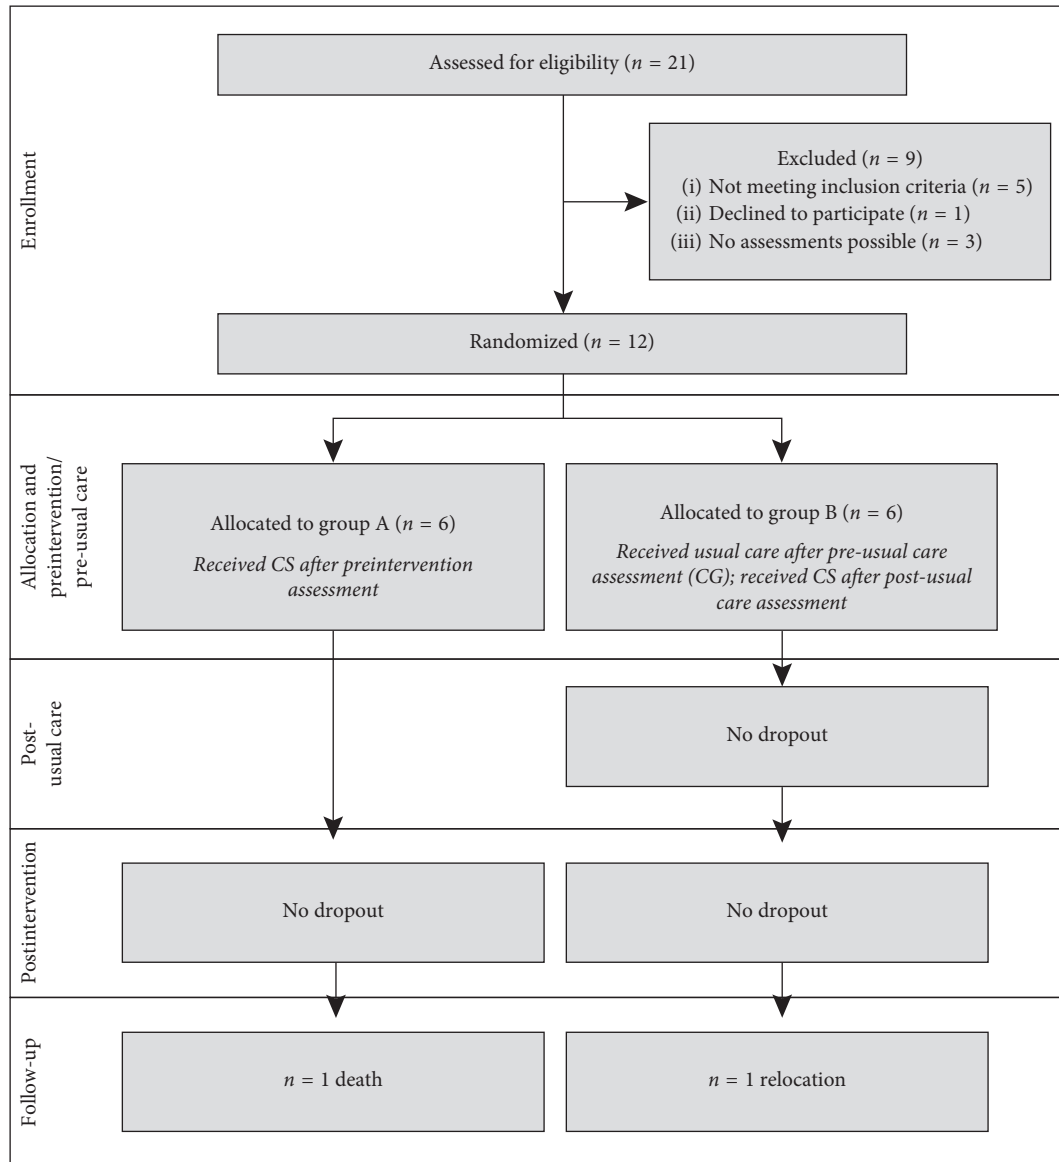 Enrollment
Assessed for eligibility (n = 21)
Excluded (n = 9)
(i) Not meeting inclusion criteria (n = 5)
(ii) Declined to participate (n = 1)
(iii) No assessments possible (n = 3)
Randomized (n = 12)
Allocation and
preintervention/
pre-usual care
Allocated to group A (n = 6)
Received CS after preintervention
assessment
Allocated to group B (n = 6)
Received usual care after pre-usual care
assessment (CG); received CS after post-usual
care assessment
Post-
usual care
No dropout
Postintervention
No dropout
No dropout
Follow-up
n = 1 death
n = 1 relocation